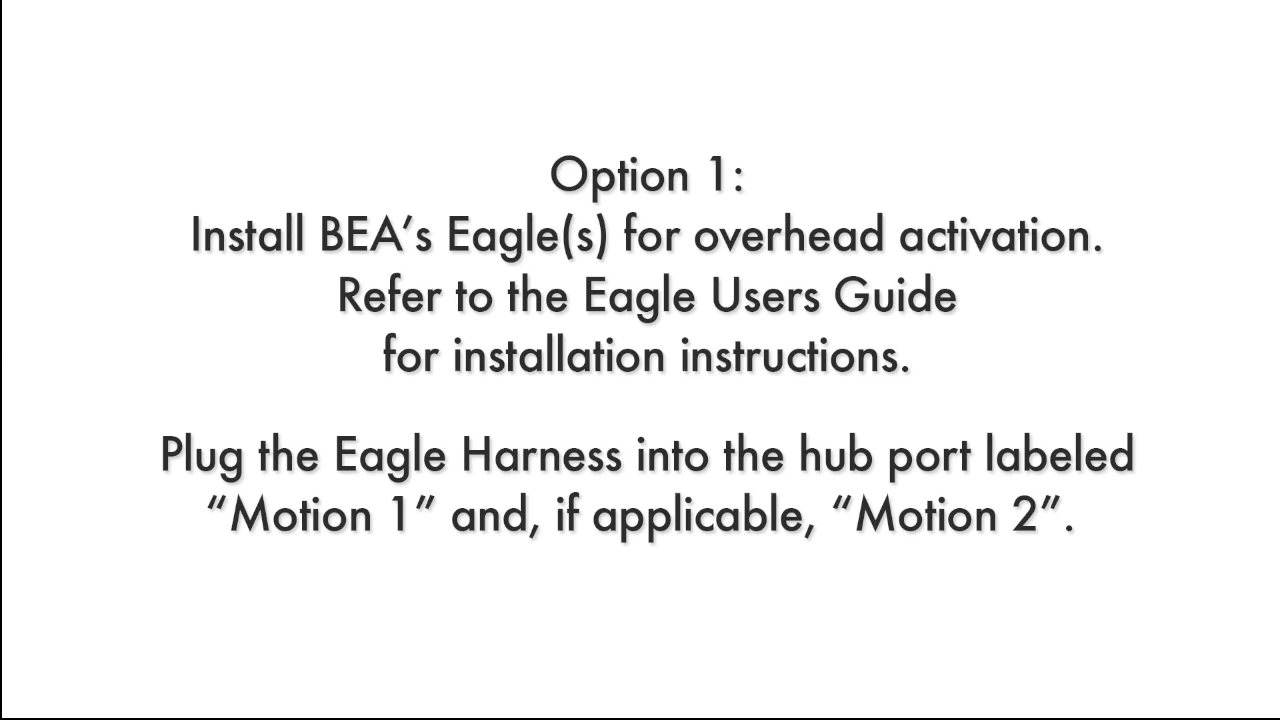 Option 1:
Install BEA’s Eagle(s) for overhead activation.
Refer to the Eagle Users Guide
for installation instructions.
Plug the Eagle Harness into the hub port labeled
“Motion 1” and, if applicable, “Motion 2”.